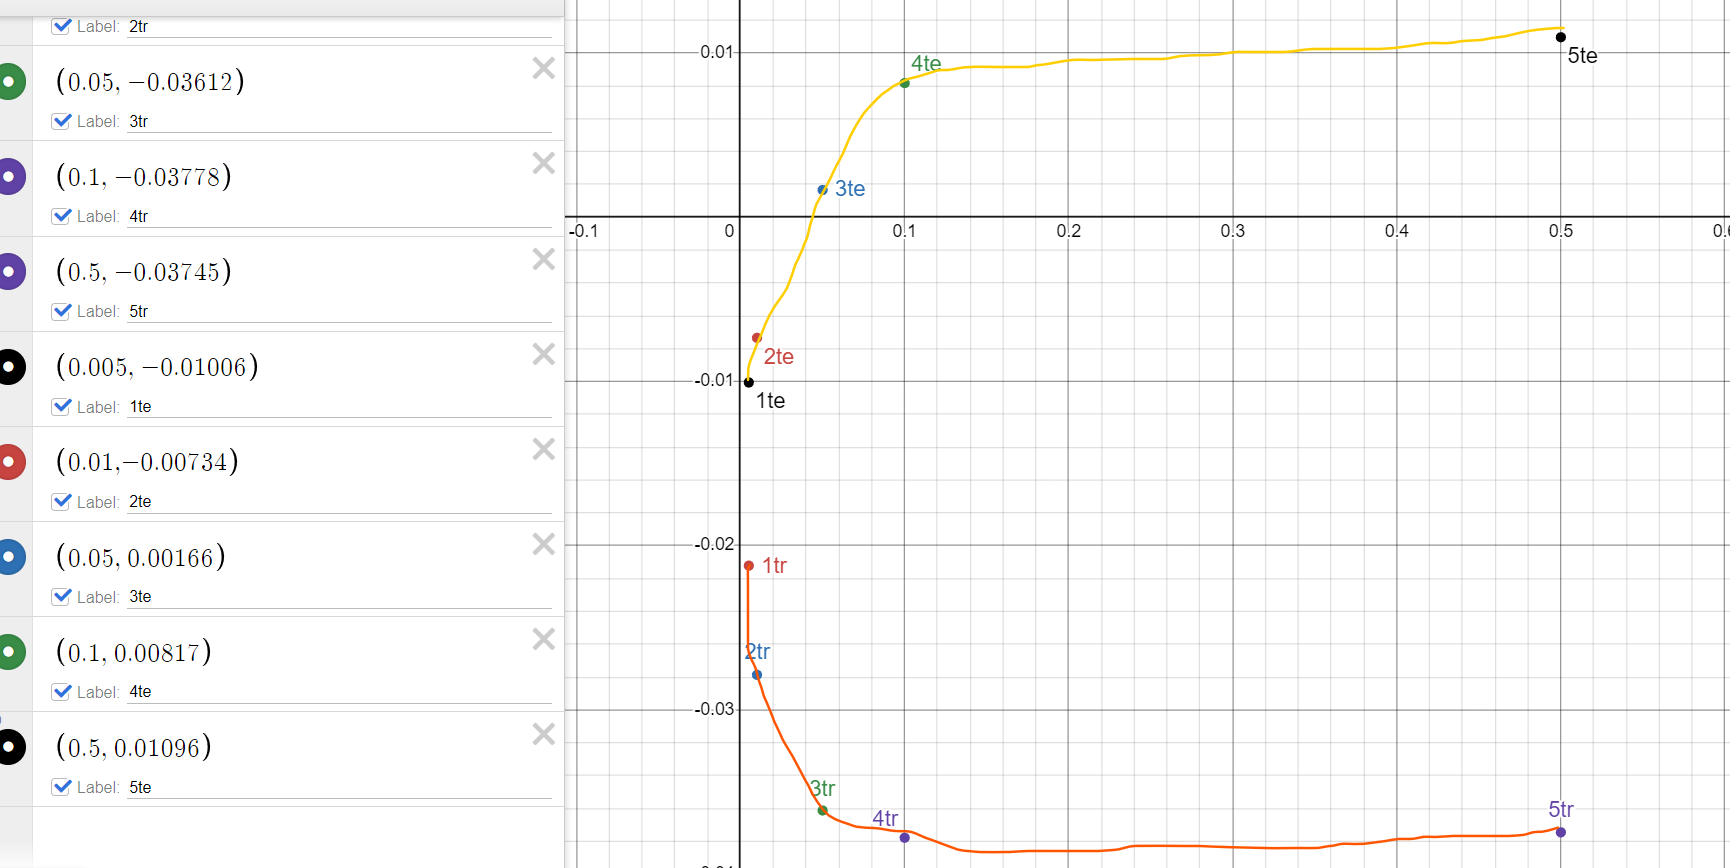 Label: 2tr
(0.05, −0.03612)
Label: 3tr
(0.1, −0.03778)
Label: 4tr
(0.5, −0.03745)
Label: 5tr
(0.005, −0.01006)
Label: 1te
(0.01,−0.00734)
Label: 2te
(0.05, 0.00166)
Label: 3te
(0.1, 0.00817)
Label: 4te
(0.5, 0.01096)
Label: 5te
0.01
4te
5te
3te
-0.1 0 0.1 0.2 0.3 0.4 0.5
2te
-0.01
1te
-0.02
1tr
2tr
-0.03
3tr
4tr
5tr